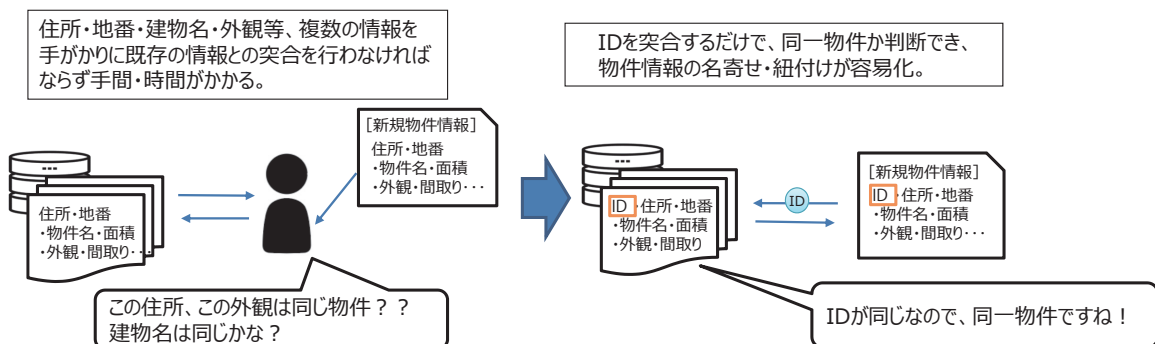 住所・地番・建物名・外観等、複数の情報を
手がかりに既存の情報との突合を行わなければ
ならず手間・時間がかかる。
[新規物件情報]
住所・地番
・物件名・面積
・外観・間取り・・・
住所・地番
・物件名・面積
・外観・間取り・・・
この住所、この外観は同じ物件？？
建物名は同じかな？
IDを突合するだけで、同一物件か判断でき、
物件情報の名寄せ・紐付けが容易化。
ID・住所・地番
・物件名・面積
・外観・間取り
ID
[新規物件情報]
ID・住所・地番
・物件名・面積
・外観・間取り・・・
IDが同じなので、同一物件ですね！